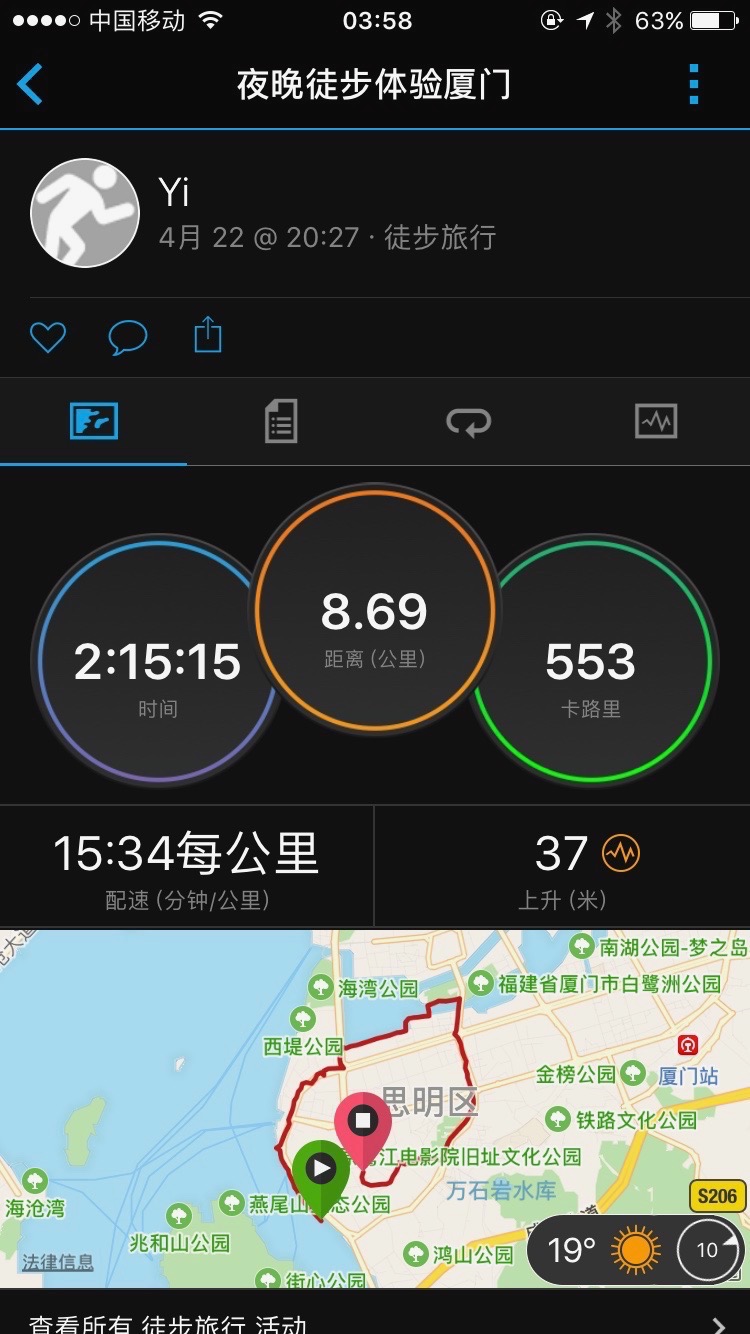 中国移动 03:58 63%
夜晚徒步体验厦门
Yi
4月 22 @ 20:27 · 徒步旅行
2:15:15
时间
8.69
距离 (公里)
553
卡路里
15:34每公里
配速 (分钟/公里)
37
上升 (米)
南湖公园-梦之岛
海湾公园
福建省厦门市白鹭洲公园
西堤公园
金榜公园
厦门站
思明区
铁路文化公园
江电影院旧址文化公园
万石岩水库
海沧湾
燕尾山 态公园
S206
兆和山公园
鸿山公园
法律信息
街心公园
19°
10
查看所有 徒步旅行 活动